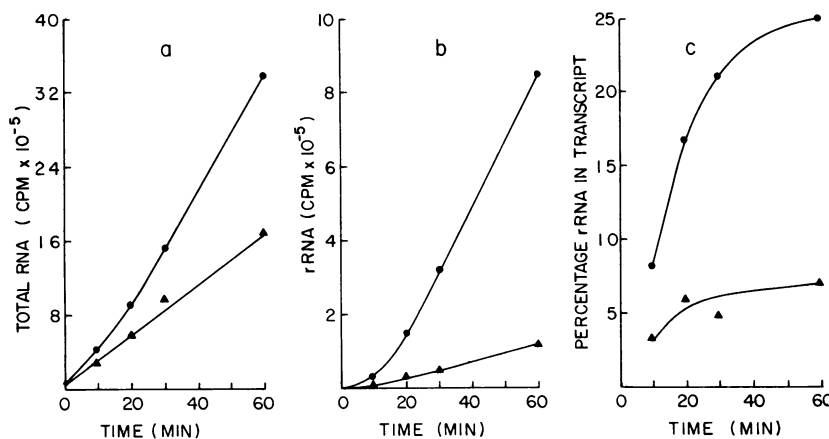 a
TOTAL RNA (CPM x 10⁻⁵)
40
32
24
16
8
0 20 40 60
TIME (MIN)
b
rRNA (CPM x 10⁻⁵)
10
8
6
4
2
0 20 40 60
TIME (MIN)
c
PERCENTAGE rRNA IN TRANSCRIPT
25
20
15
10
5
0 20 40 60
TIME (MIN)